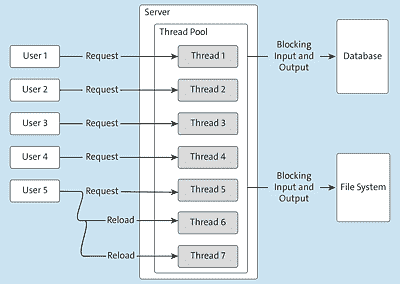 Server
Thread Pool
User 1
Request
Thread 1
Blocking
Input and
Output
Database
User 2
Request
Thread 2
User 3
Request
Thread 3
User 4
Request
Thread 4
User 5
Request
Thread 5
Blocking
Input and
Output
File System
Reload
Thread 6
Reload
Thread 7